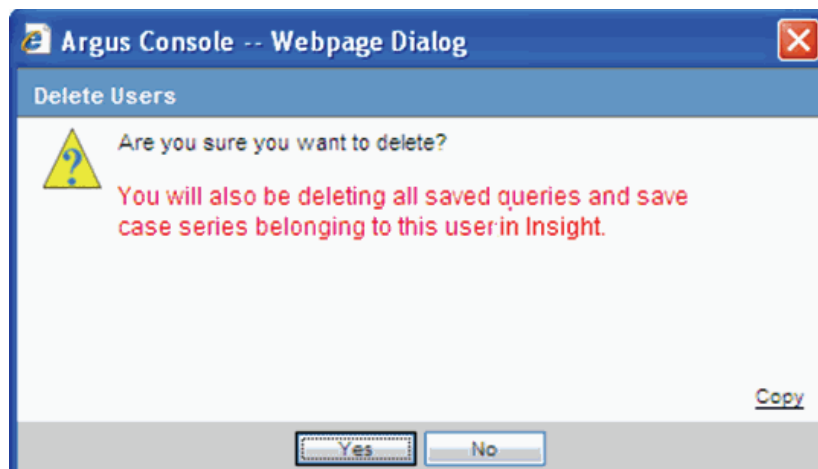 Argus Console -- Webpage Dialog
Delete Users
Are you sure you want to delete?
You will also be deleting all saved queries and save
case series belonging to this user in Insight.
Copy
Yes No